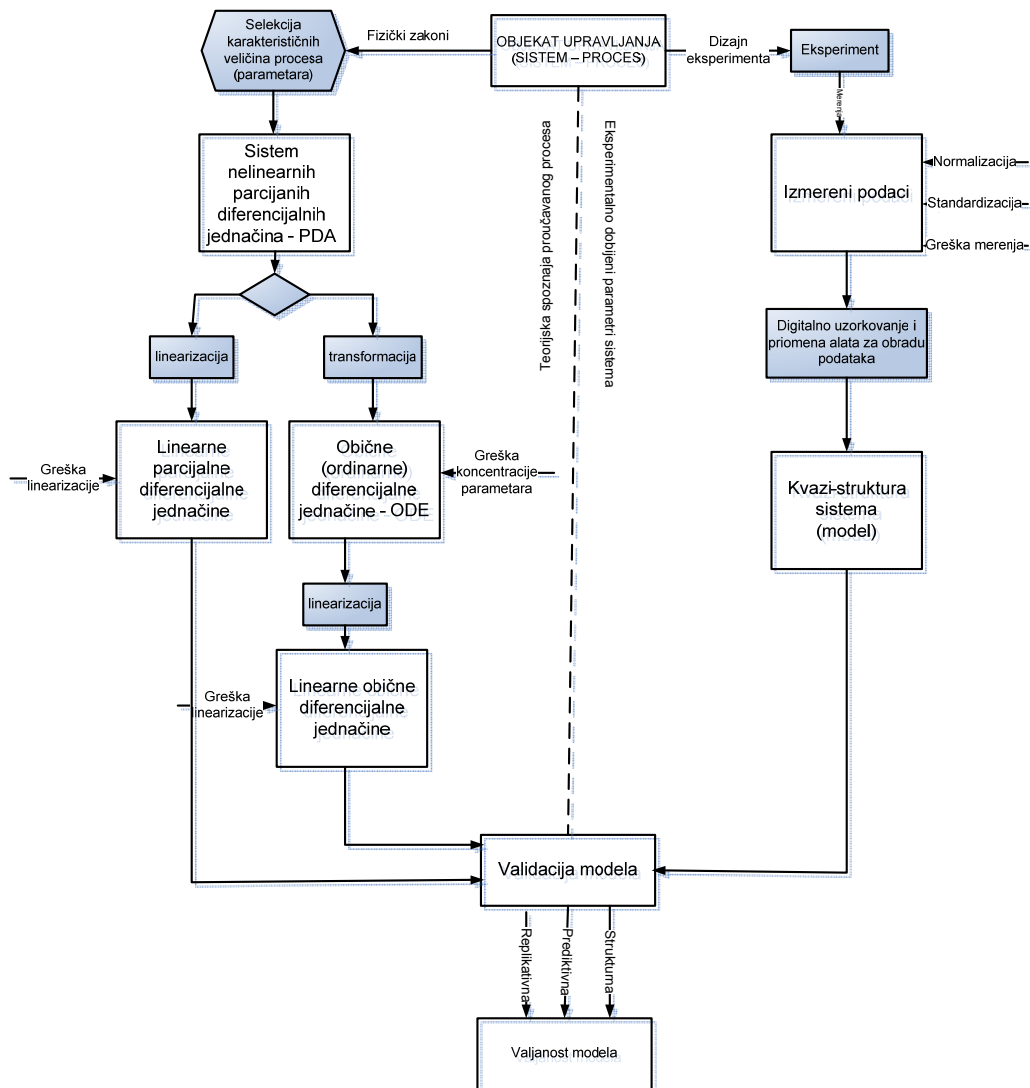 Selekcija
karakterističnih
veličina procesa
(parametara)
Fizički zakoni
OBJEKAT UPRAVLJANJA
(SISTEM – PROCES)
Dizajn
eksperimenta
Eksperiment
Merenja
Sistem
nelinearnih
parcijanih
diferencijalnih
jednačina - PDA
Teorijska spoznaja proučavanog procesa
Eksperimentalno dobijeni parametri sistema
Izmereni podaci
Normalizacija
Standardizacija
Greška merenja
linearizacija
transformacija
Digitalno uzorkovanje i
priomena alata za obradu
podataka
Greška
linearizacije
Linearne
parcijalne
diferencijalne
jednačine
Obične
(ordinarne)
diferencijalne
jednačine - ODE
Greška
koncentracije
parametara
Kvazi-struktura
sistema
(model)
linearizacija
Greška
linearizacije
Linearne obične
diferencijalne
jednačine
Validacija modela
Replikativna
Prediktivna
Strukturna
Valjanost modela